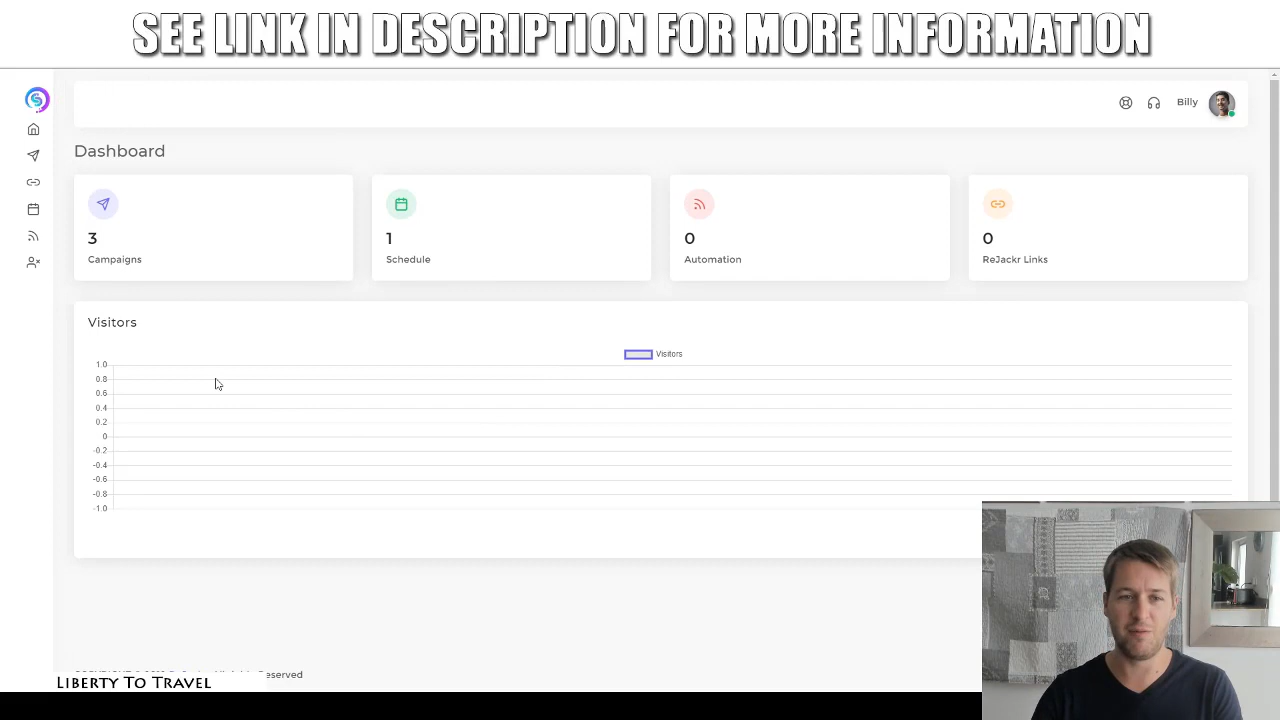 SEE LINK IN DESCRIPTION FOR MORE INFORMATION
Billy
Dashboard
3
Campaigns
1
Schedule
0
Automation
0
ReJackr Links
Visitors
Visitors
1.0
0.8
0.6
0.4
0.2
0
-0.2
-0.4
-0.6
-0.8
-1.0
LIBERTY TO TRAVEL